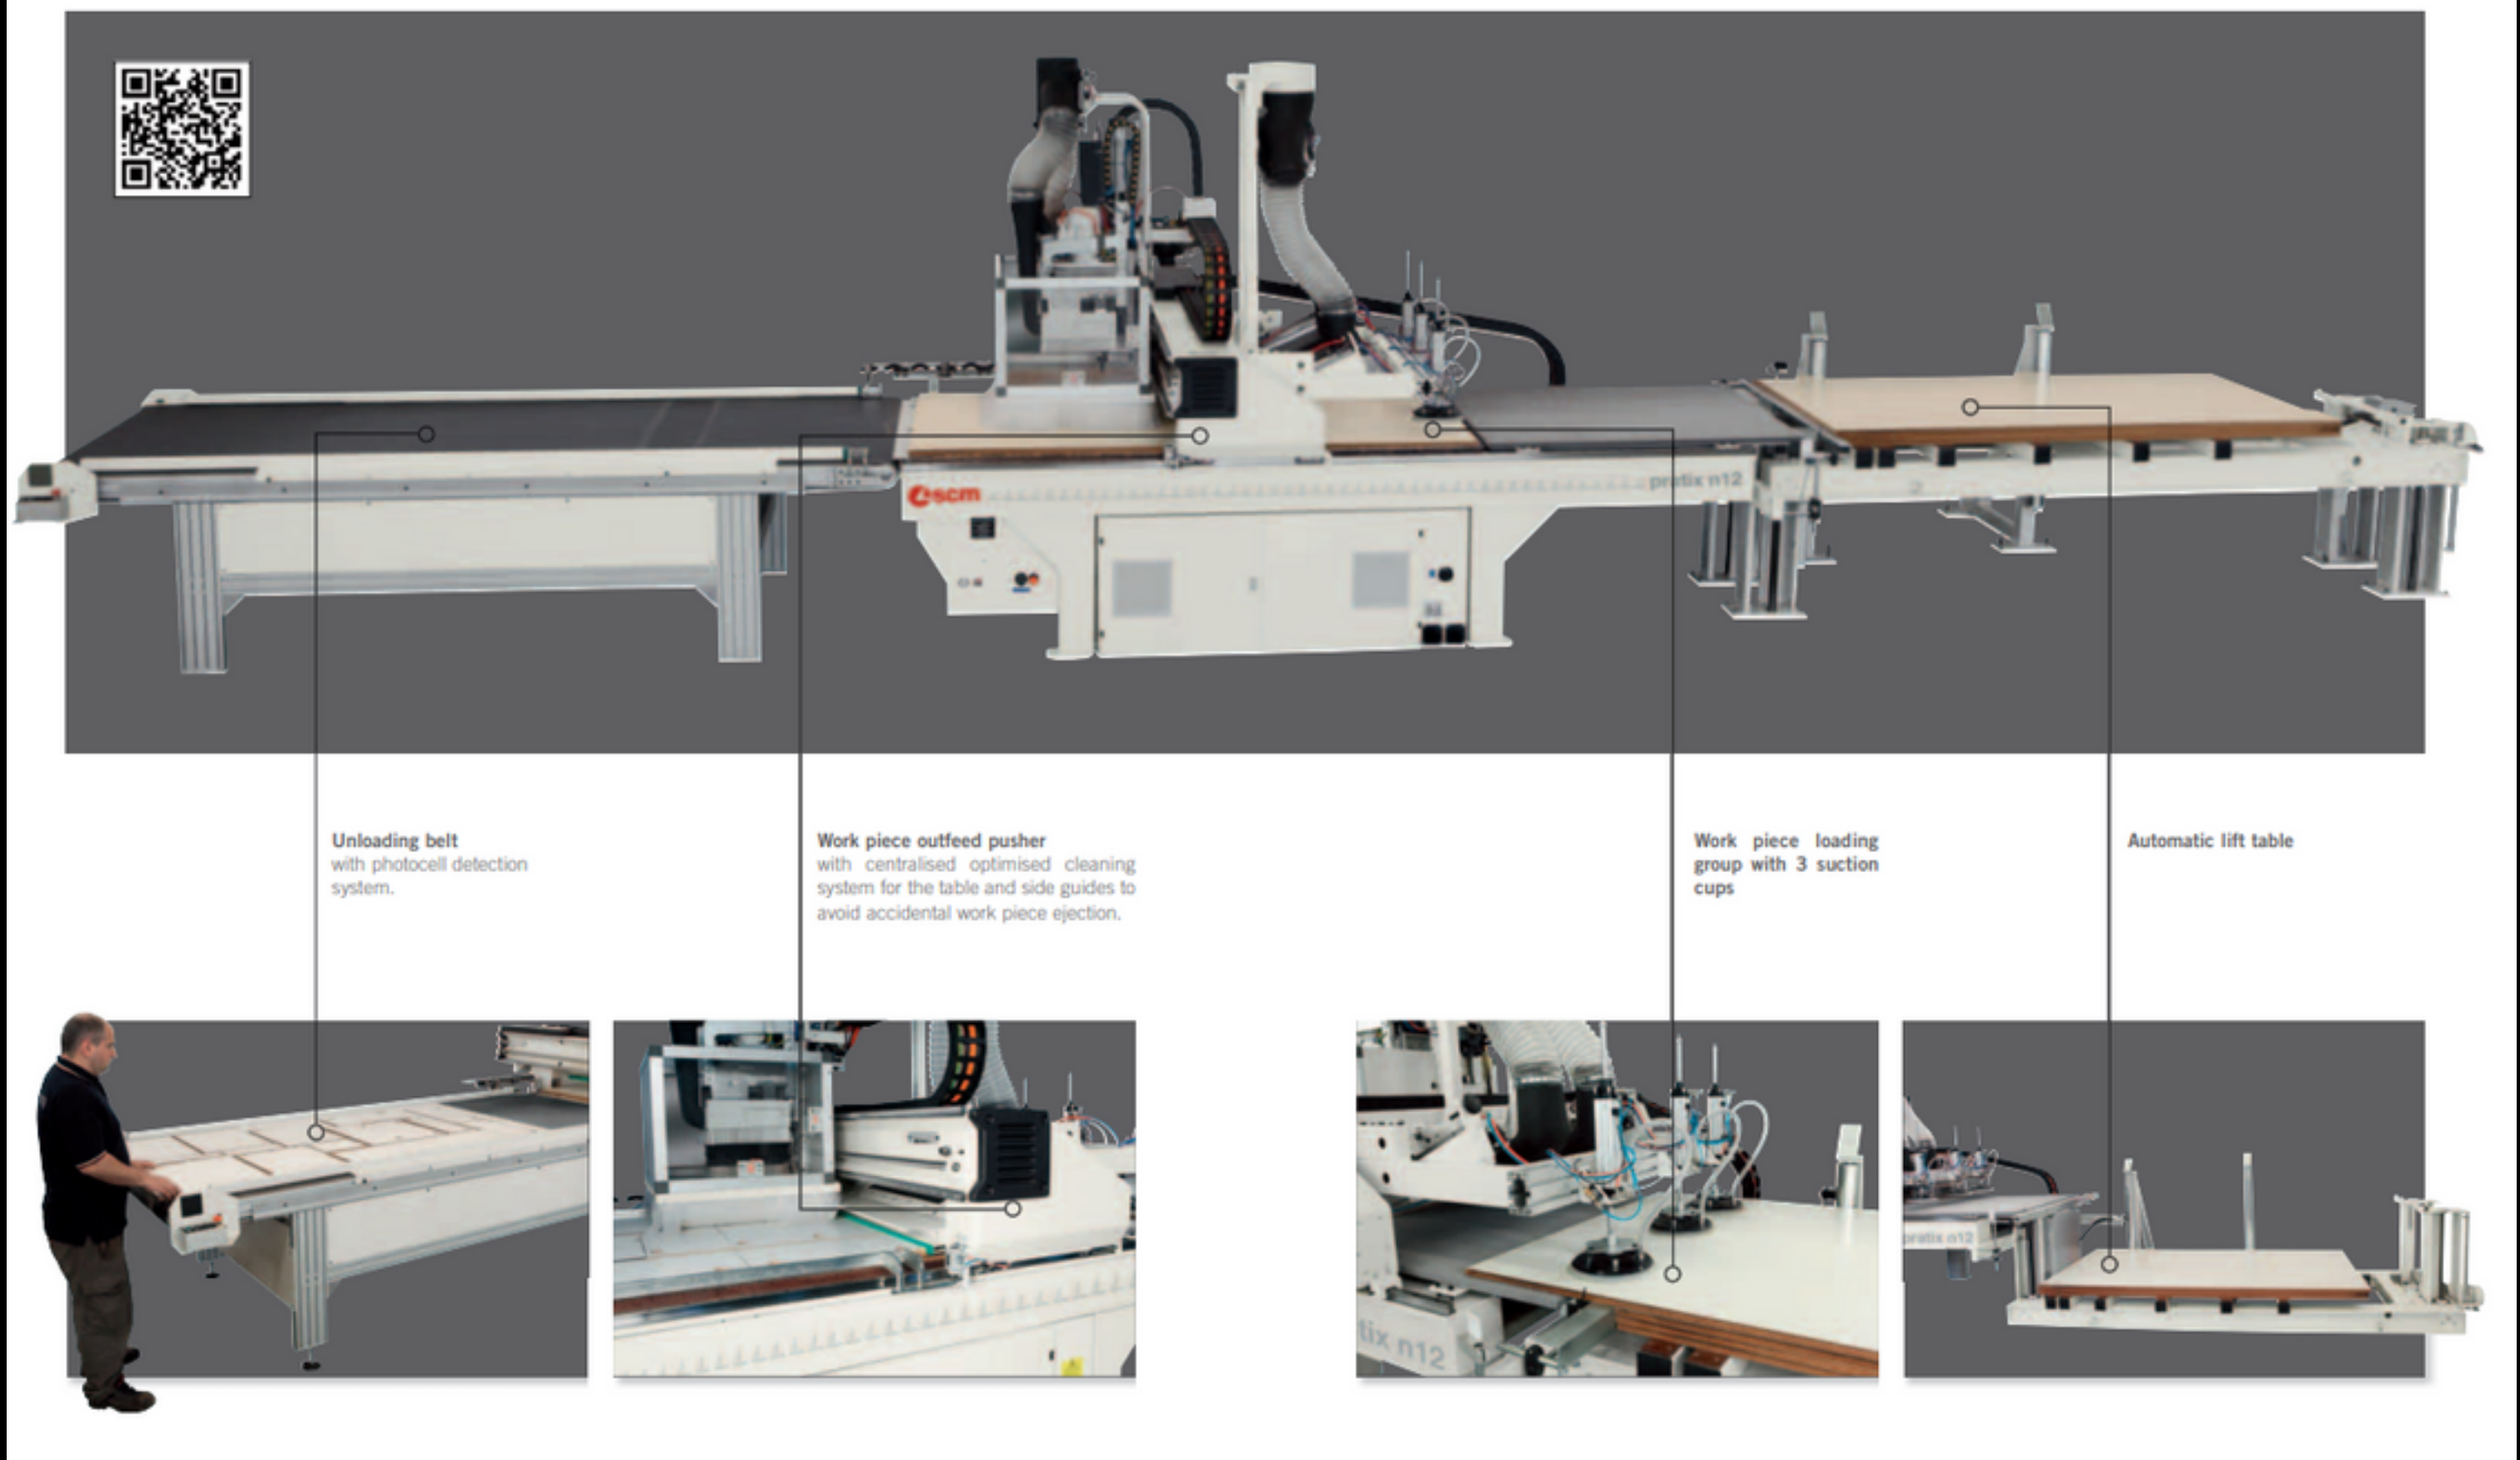 scm
pratix n12
2
Unloading belt
with photocell detection
system.
Work piece outfeed pusher
with centralised optimised cleaning
system for the table and side guides to
avoid accidental work piece ejection.
Work piece loading
group with 3 suction
cups
Automatic lift table
tix n12
pratix n12